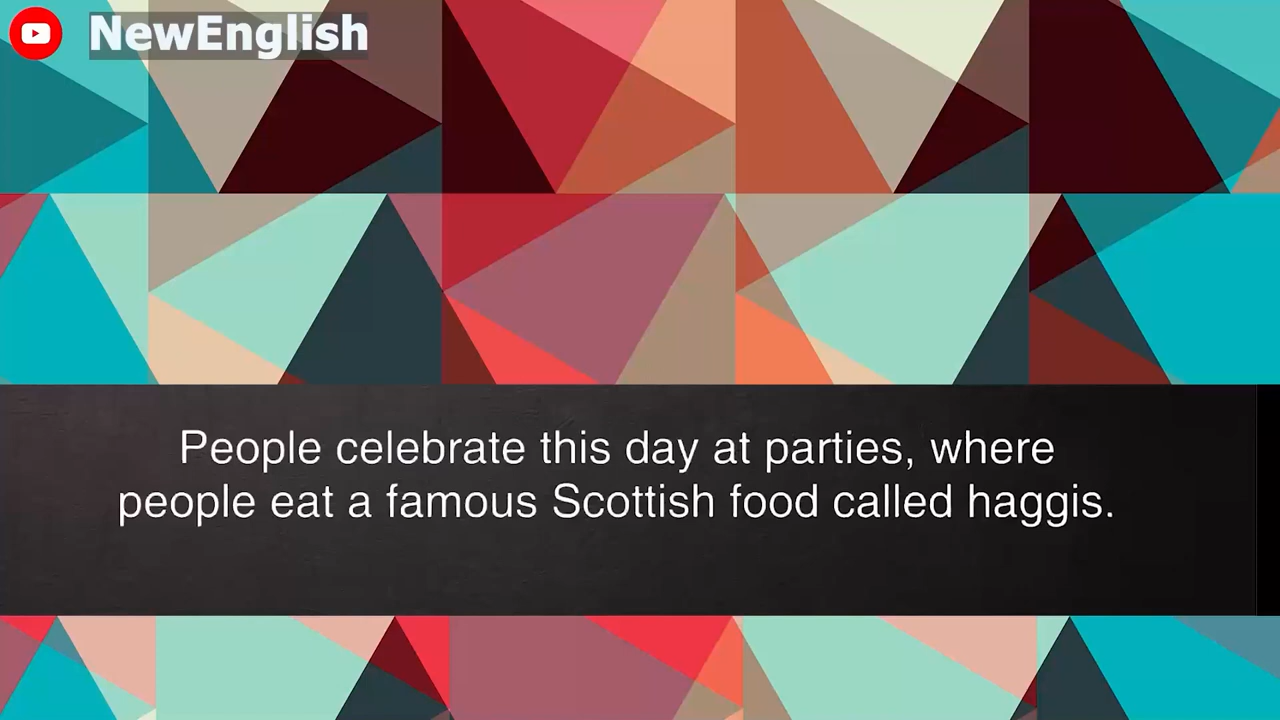 NewEnglish
People celebrate this day at parties, where
people eat a famous Scottish food called haggis.